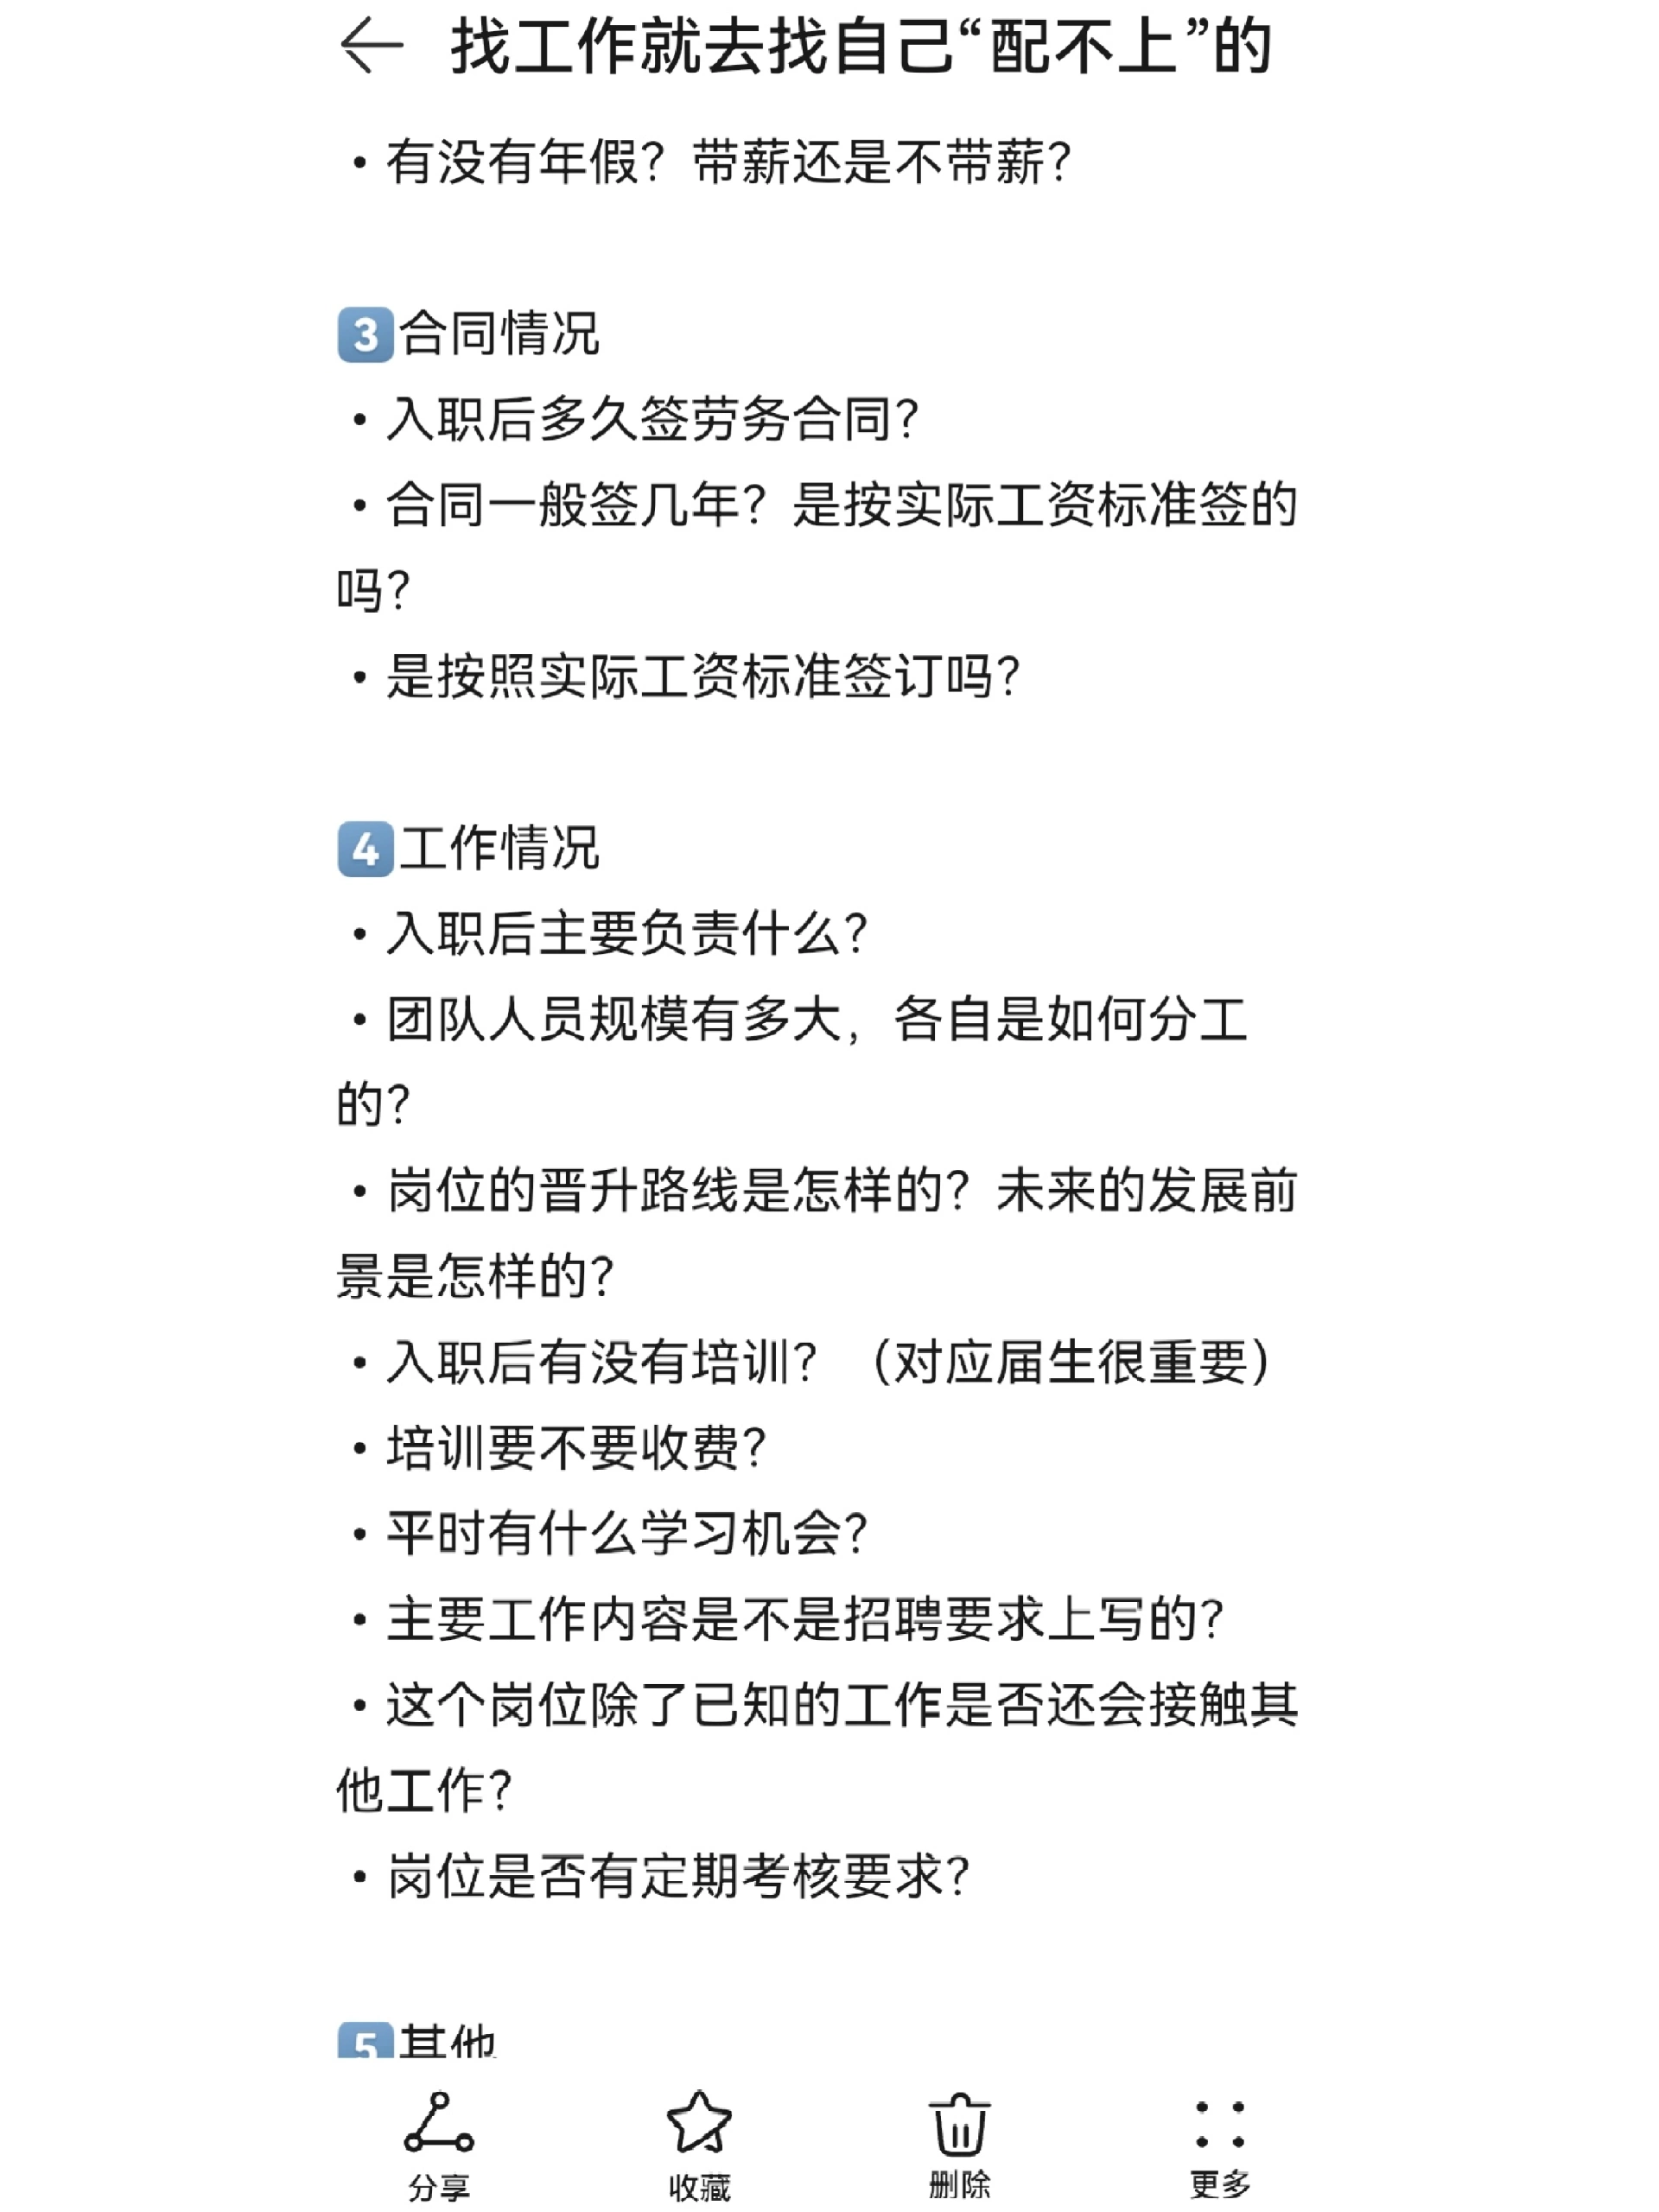 找工作就去找自己“配不上”的
•有没有年假？带薪还是不带薪？
3合同情况
•入职后多久签劳务合同？
•合同一般签几年？是按实际工资标准签的
吗？
•是按照实际工资标准签订吗？
4工作情况
•入职后主要负责什么？
•团队人员规模有多大，各自是如何分工
的？
•岗位的晋升路线是怎样的？未来的发展前
景是怎样的？
•入职后有没有培训？（对应届生很重要）
•培训要不要收费？
•平时有什么学习机会？
•主要工作内容是不是招聘要求上写的？
•这个岗位除了已知的工作是否还会接触其
他工作？
•岗位是否有定期考核要求？
5其他
分享
收藏
删除
更多